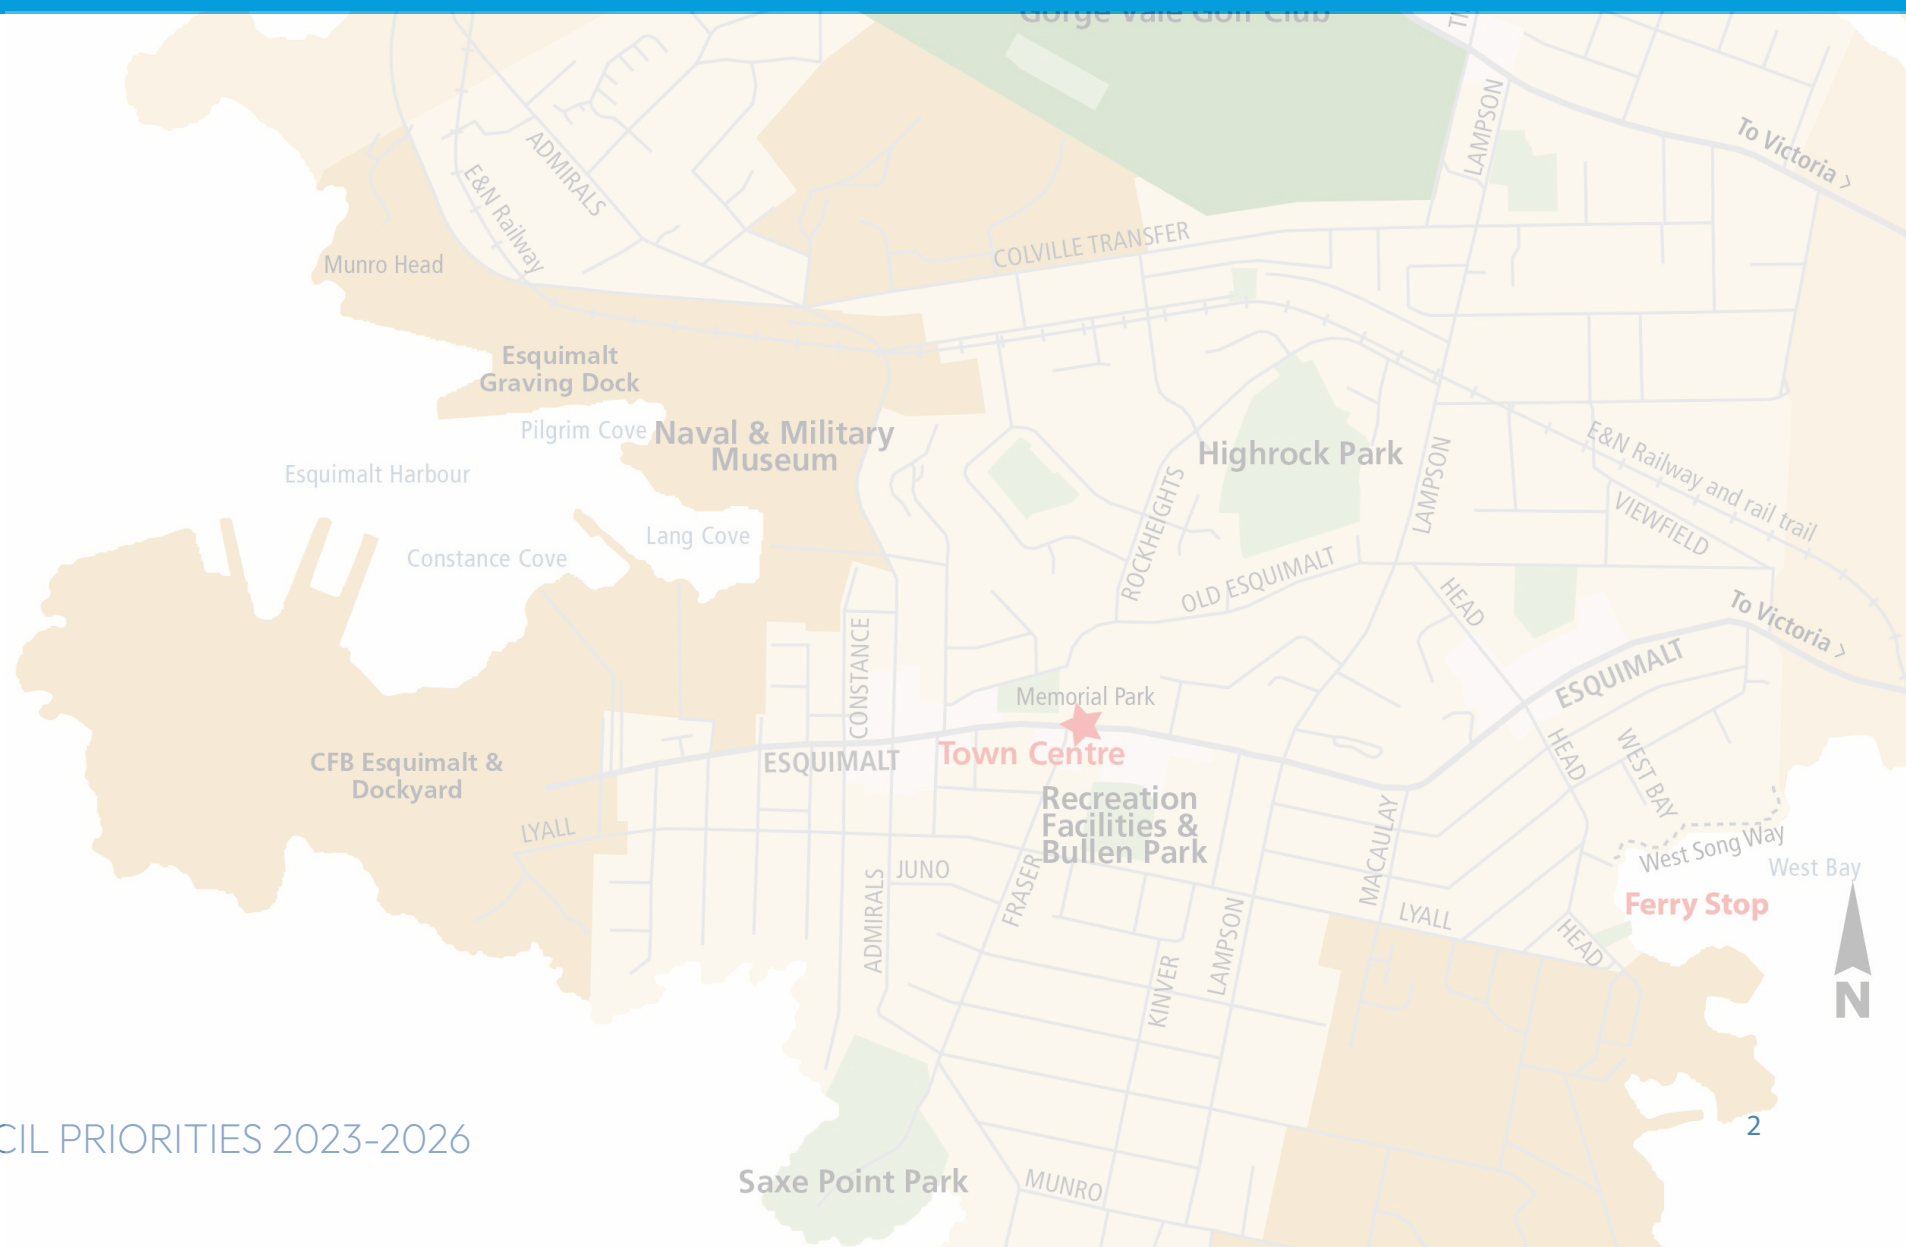 Gorge Vale Golf Club
LAMPSON
To Victoria >
ADMIRALS
E&N Railway
COLVILLE TRANSFER
Munro Head
Esquimalt
Graving Dock
Pilgrim Cove
Naval & Military
Museum
Highrock Park
E&N Railway and rail trail
Esquimalt Harbour
LAMPSON
ROCKHEIGHTS
VIEWFIELD
Lang Cove
Constance Cove
OLD ESQUIMALT
HEAD
To Victoria >
CONSTANCE
ESQUIMALT
Memorial Park
Town Centre
ESQUIMALT
HEAD
WEST BAY
CFB Esquimalt &
Dockyard
Recreation
Facilities &
Bullen Park
LYALL
MACAULAY
West Song Way
West Bay
JUNO
FRASER
ADMIRALS
Ferry Stop
LYALL
LAMPSON
HEAD
KINVER
N
CIL PRIORITIES 2023-2026
2
Saxe Point Park
MUNRO